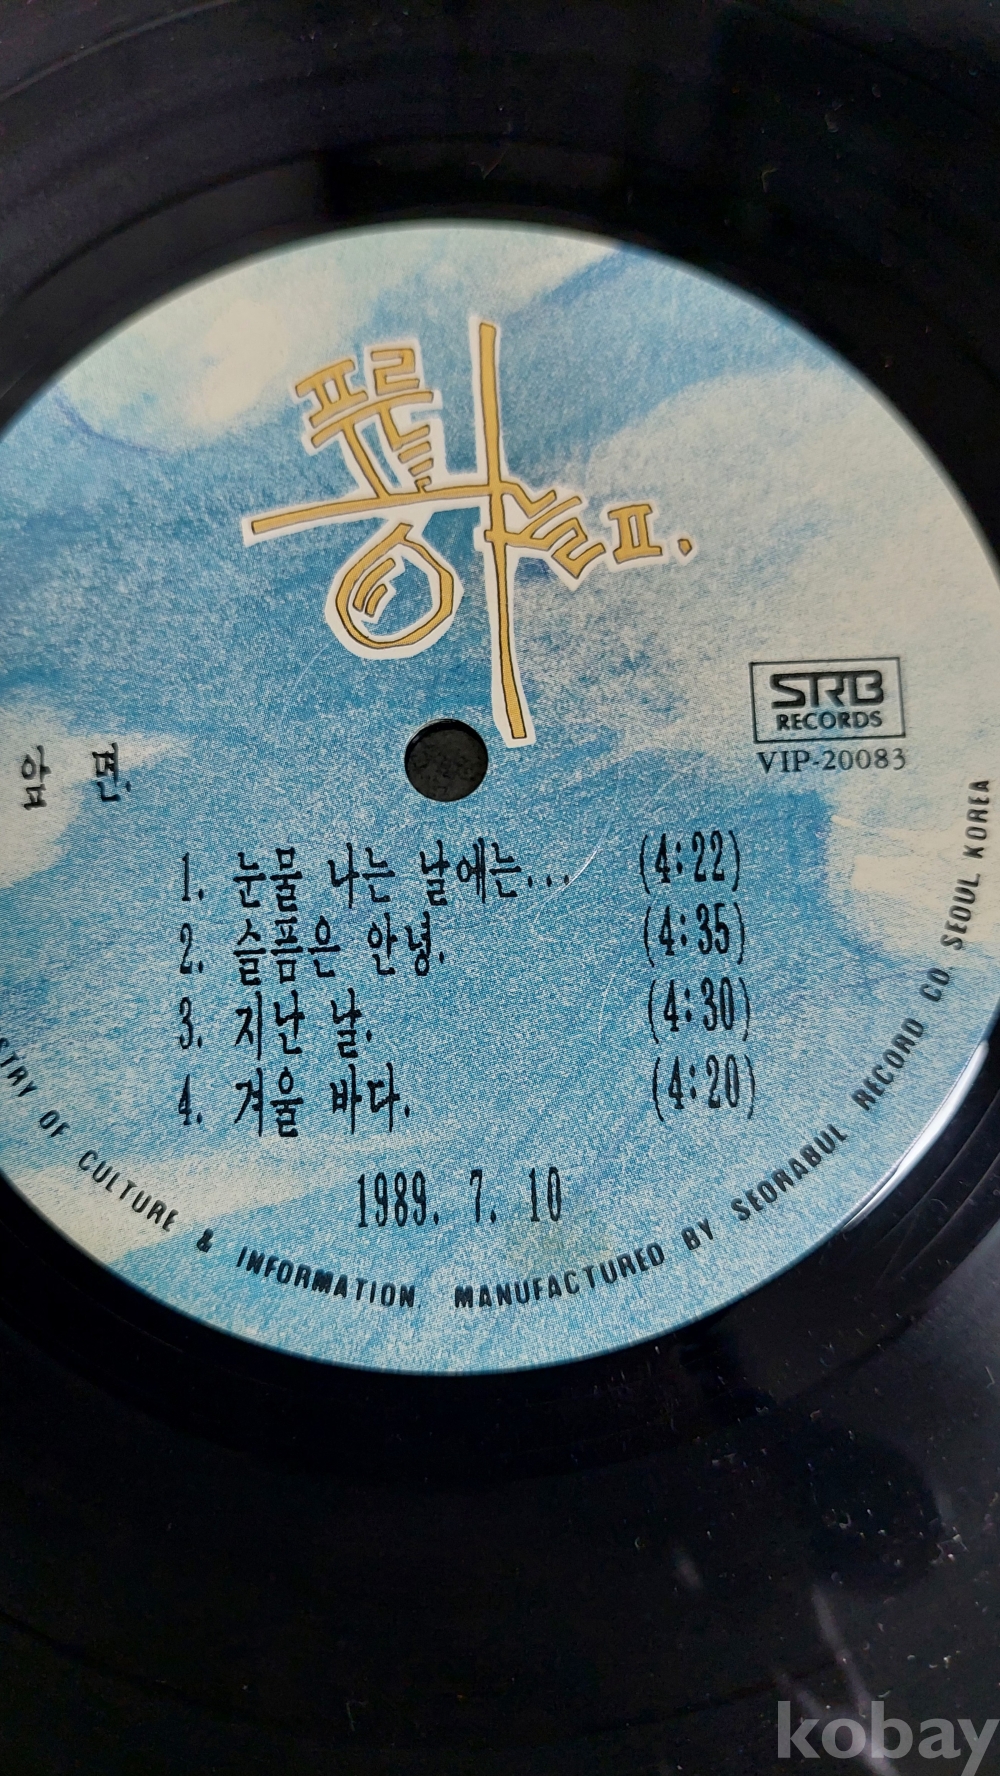 푸른하늘 II.
STRB
RECORDS
VIP-20083
앞 면.
1. 눈물 나는 날에는... (4:22)
2. 슬픔은 안녕. (4:35)
3. 지난 날. (4:30)
4. 겨울 바다. (4:20)
1989. 7. 10
OF CULTURE & INFORMATION. MANUFACTURED BY SEORABUL RECORD CO. SEOUL KOREA
kobay